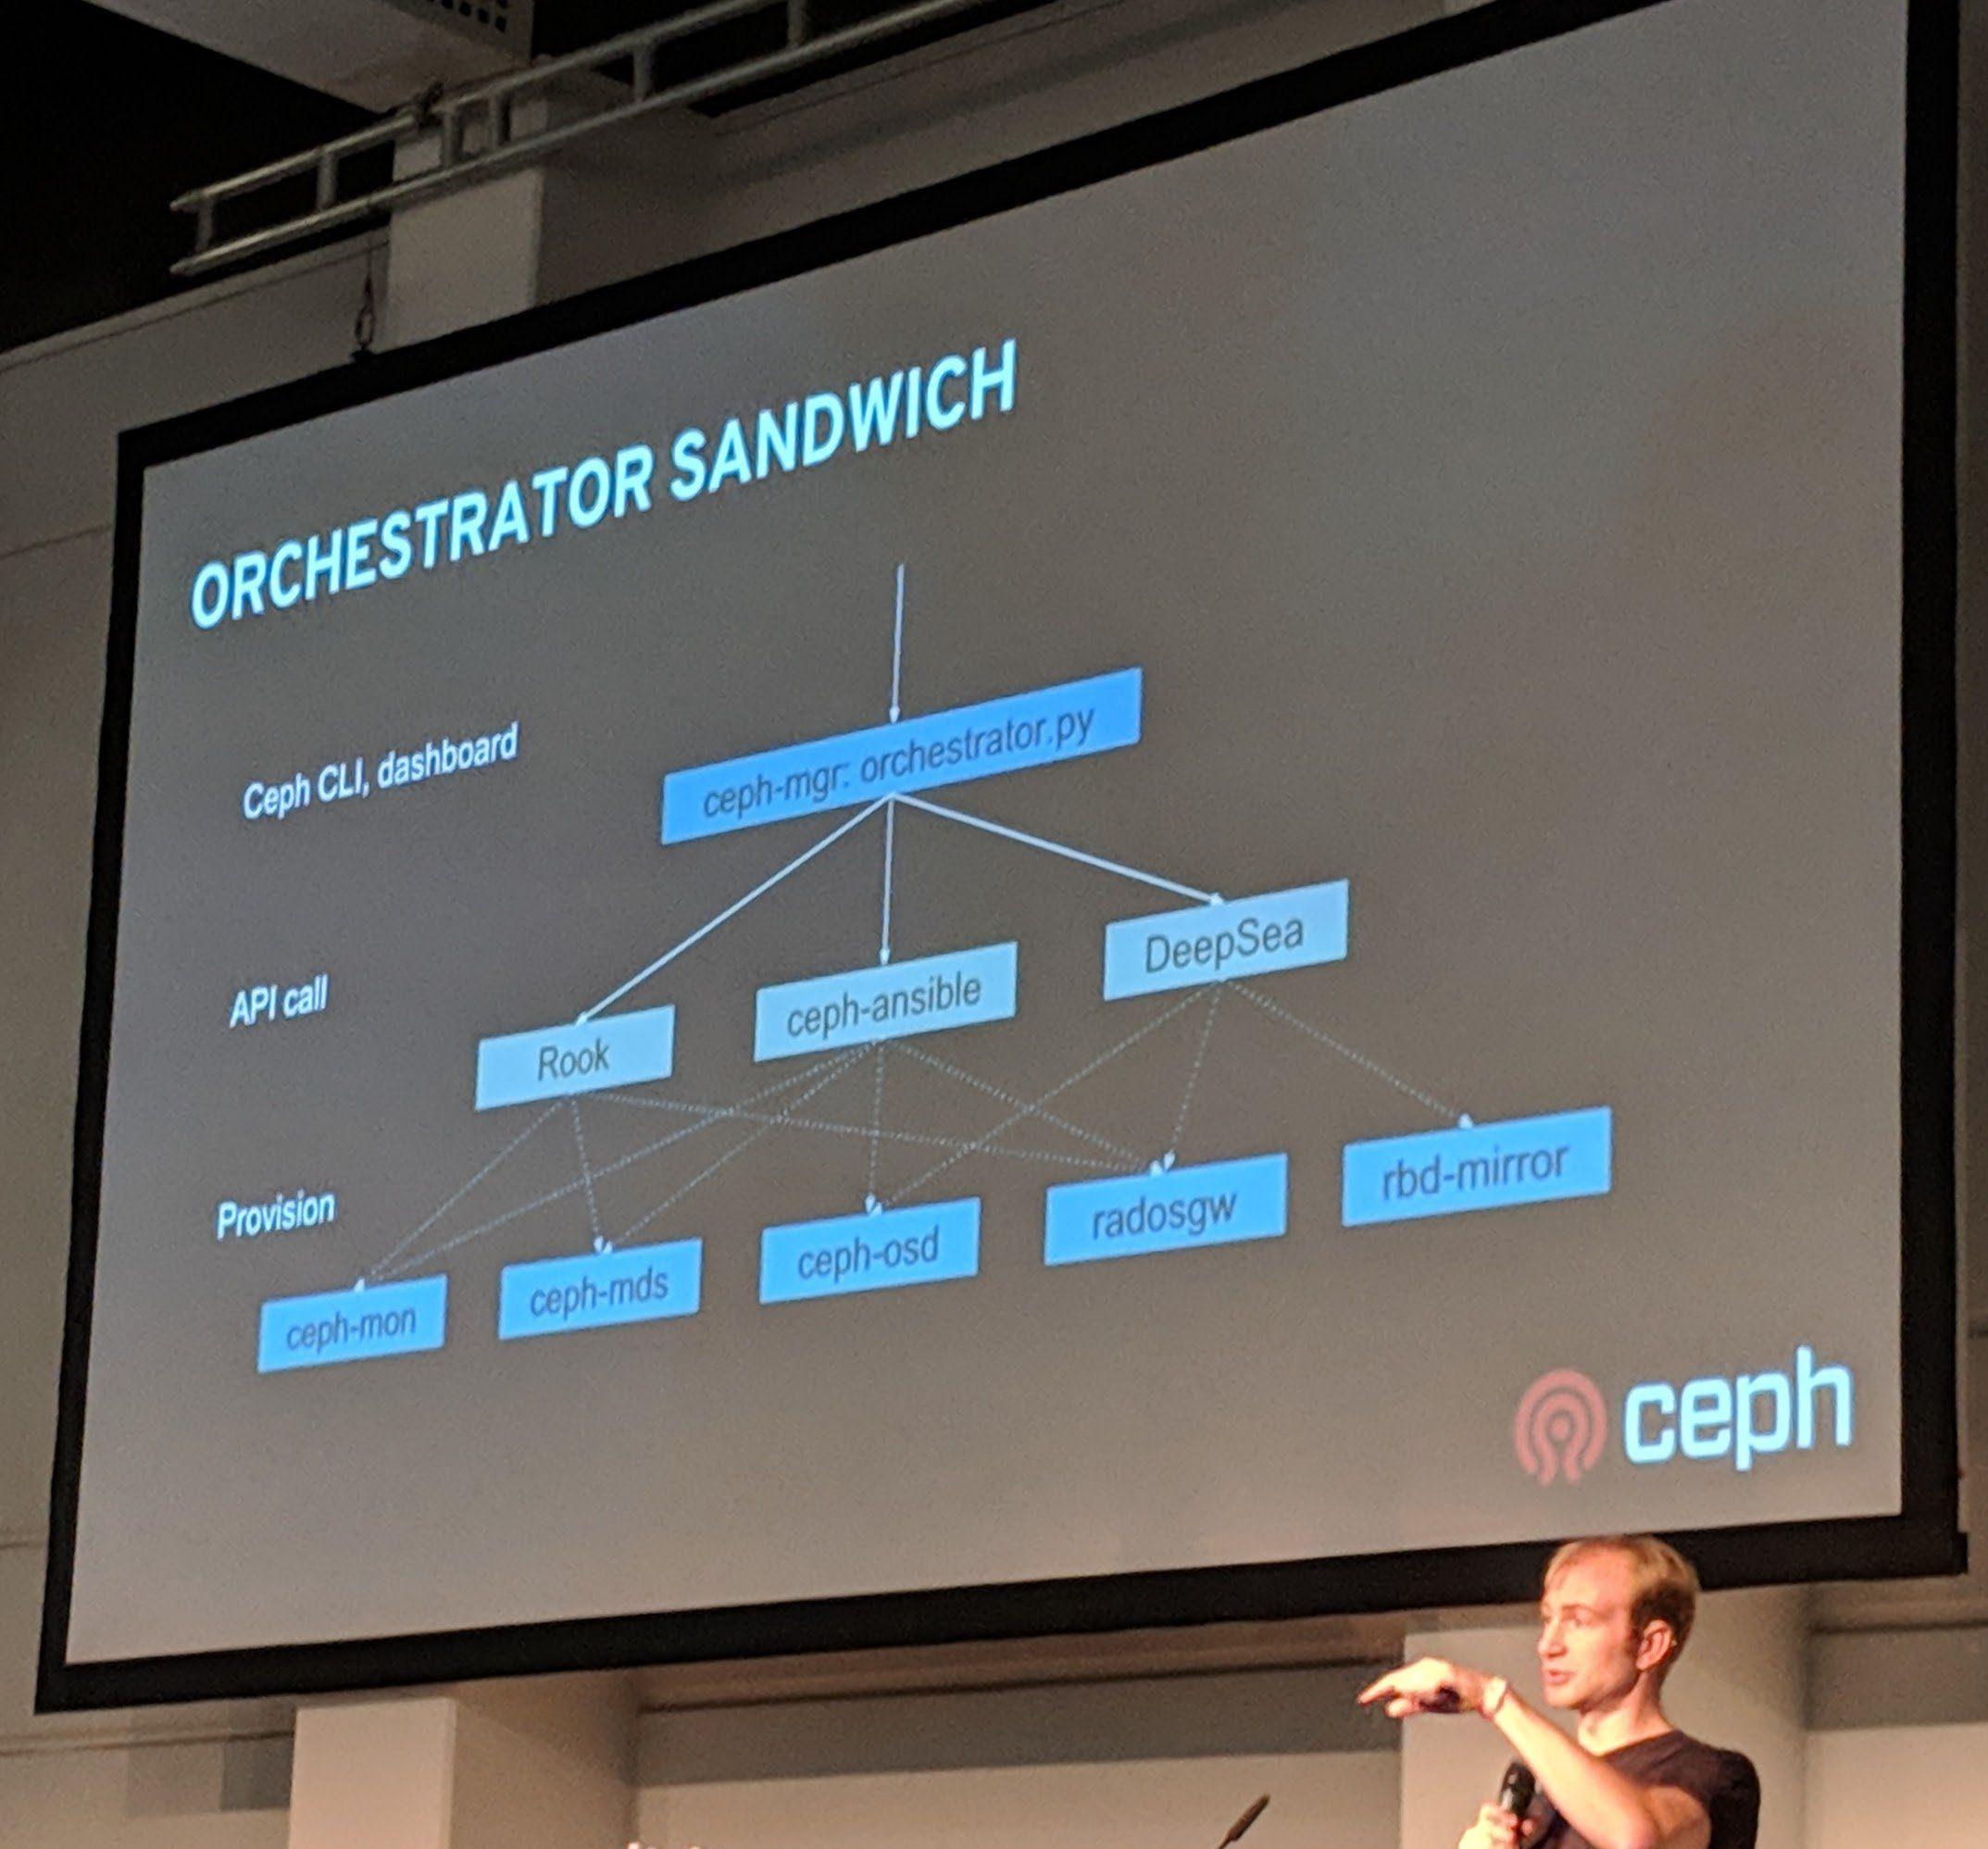 ORCHESTRATOR SANDWICH
Ceph CLI, dashboard
ceph-mgr: orchestrator.py
API call
Rook
ceph-ansible
DeepSea
Provision
ceph-mon
ceph-mds
ceph-osd
radosgw
rbd-mirror
ceph